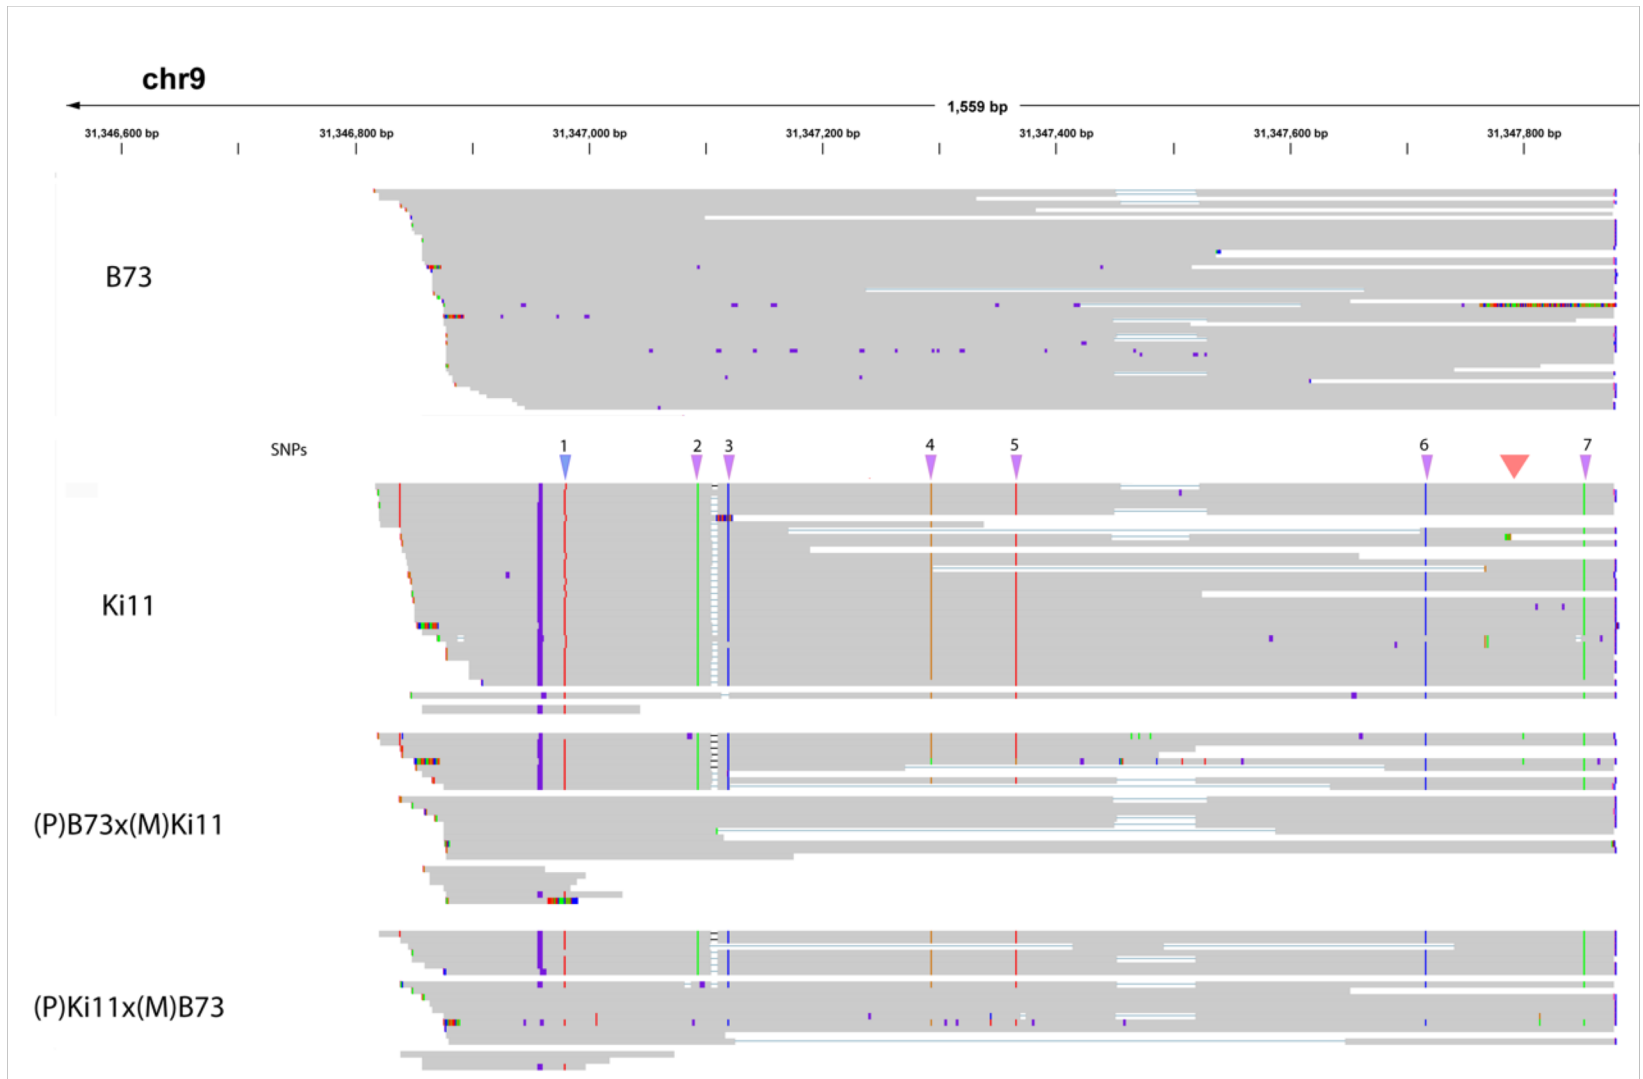 chr9
1,559 bp
31,346,600 bp 31,346,800 bp 31,347,000 bp 31,347,200 bp 31,347,400 bp 31,347,600 bp 31,347,800 bp
B73
SNPs 1 2 3 4 5 6 7
Ki11
(P)B73x(M)Ki11
(P)Ki11x(M)B73